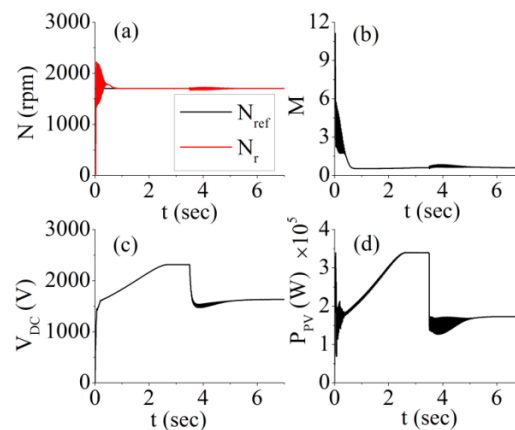 (a)
N (rpm)
3000
2000
1000
0
N_ref
N_r
0 2 4 6
t (sec)
(b)
M
12
9
6
3
0
0 2 4 6
t (sec)
(c)
V_DC (V)
3000
2000
1000
0
0 2 4 6
t (sec)
(d)
P_PV (W) ×10⁵
5
4
3
2
1
0
0 2 4 6
t (sec)